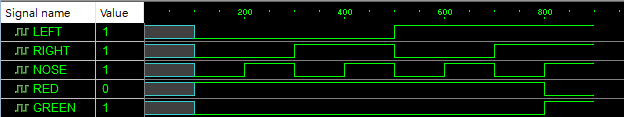 Signal name Value 200 400 600 800
LEFT 1
RIGHT 1
NOSE 1
RED 0
GREEN 1